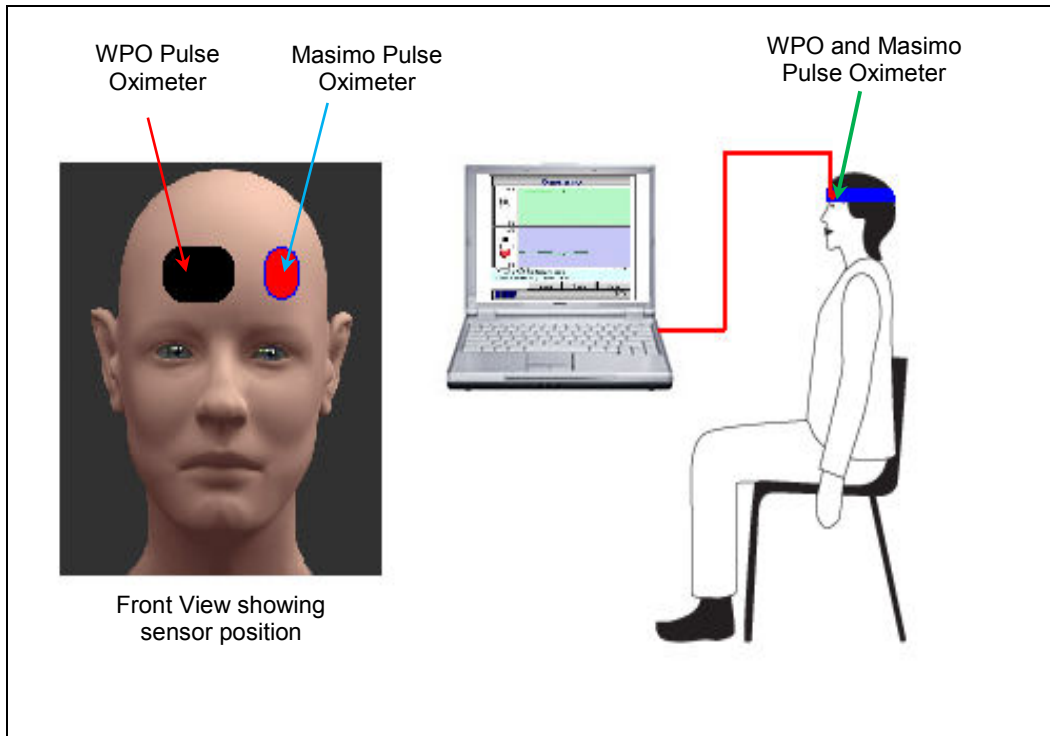 WPO Pulse
Oximeter
Masimo Pulse
Oximeter
WPO and Masimo
Pulse Oximeter
Front View showing
sensor position